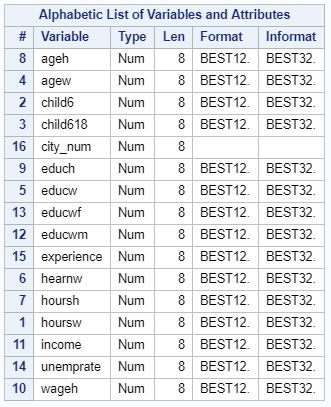 Alphabetic List of Variables and Attributes
# Variable Type Len Format Informat
8 ageh Num 8 BEST12. BEST32.
4 agew Num 8 BEST12. BEST32.
2 child6 Num 8 BEST12. BEST32.
3 child618 Num 8 BEST12. BEST32.
16 city_num Num 8
9 educh Num 8 BEST12. BEST32.
5 educw Num 8 BEST12. BEST32.
13 educwf Num 8 BEST12. BEST32.
12 educwm Num 8 BEST12. BEST32.
15 experience Num 8 BEST12. BEST32.
6 hearnw Num 8 BEST12. BEST32.
7 hoursh Num 8 BEST12. BEST32.
1 hoursw Num 8 BEST12. BEST32.
11 income Num 8 BEST12. BEST32.
14 unemprate Num 8 BEST12. BEST32.
10 wageh Num 8 BEST12. BEST32.